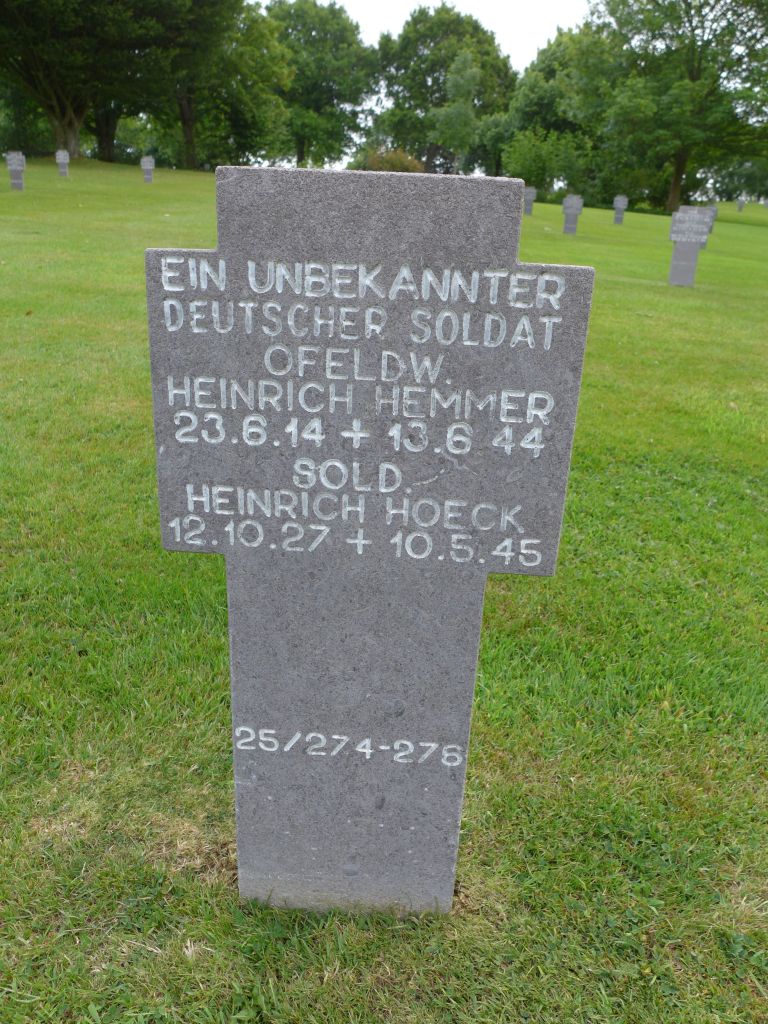 EIN UNBEKANNTER
DEUTSCHER SOLDAT
OFELDW.
HEINRICH HEMMER
23.6.14 + 13.6 44
SOLD.
HEINRICH HOECK
12.10.27 + 10.5.45
25/274-276